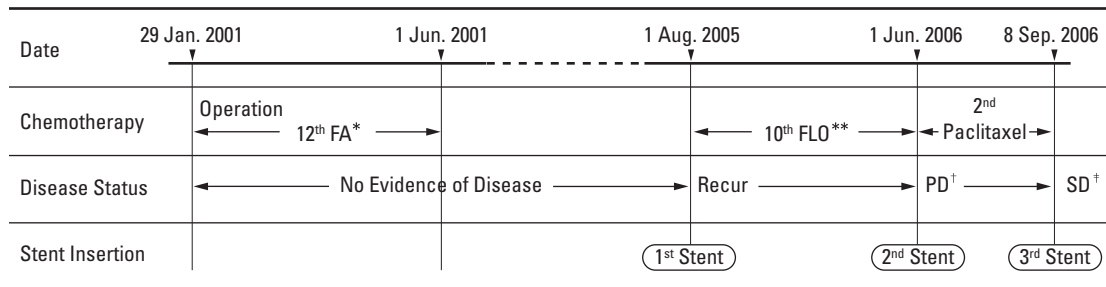 Date 29 Jan. 2001 1 Jun. 2001 1 Aug. 2005 1 Jun. 2006 8 Sep. 2006
Chemotherapy Operation 12th FA* 10th FLO** 2nd Paclitaxel
Disease Status No Evidence of Disease Recur PD† SD‡
Stent Insertion 1st Stent 2nd Stent 3rd Stent